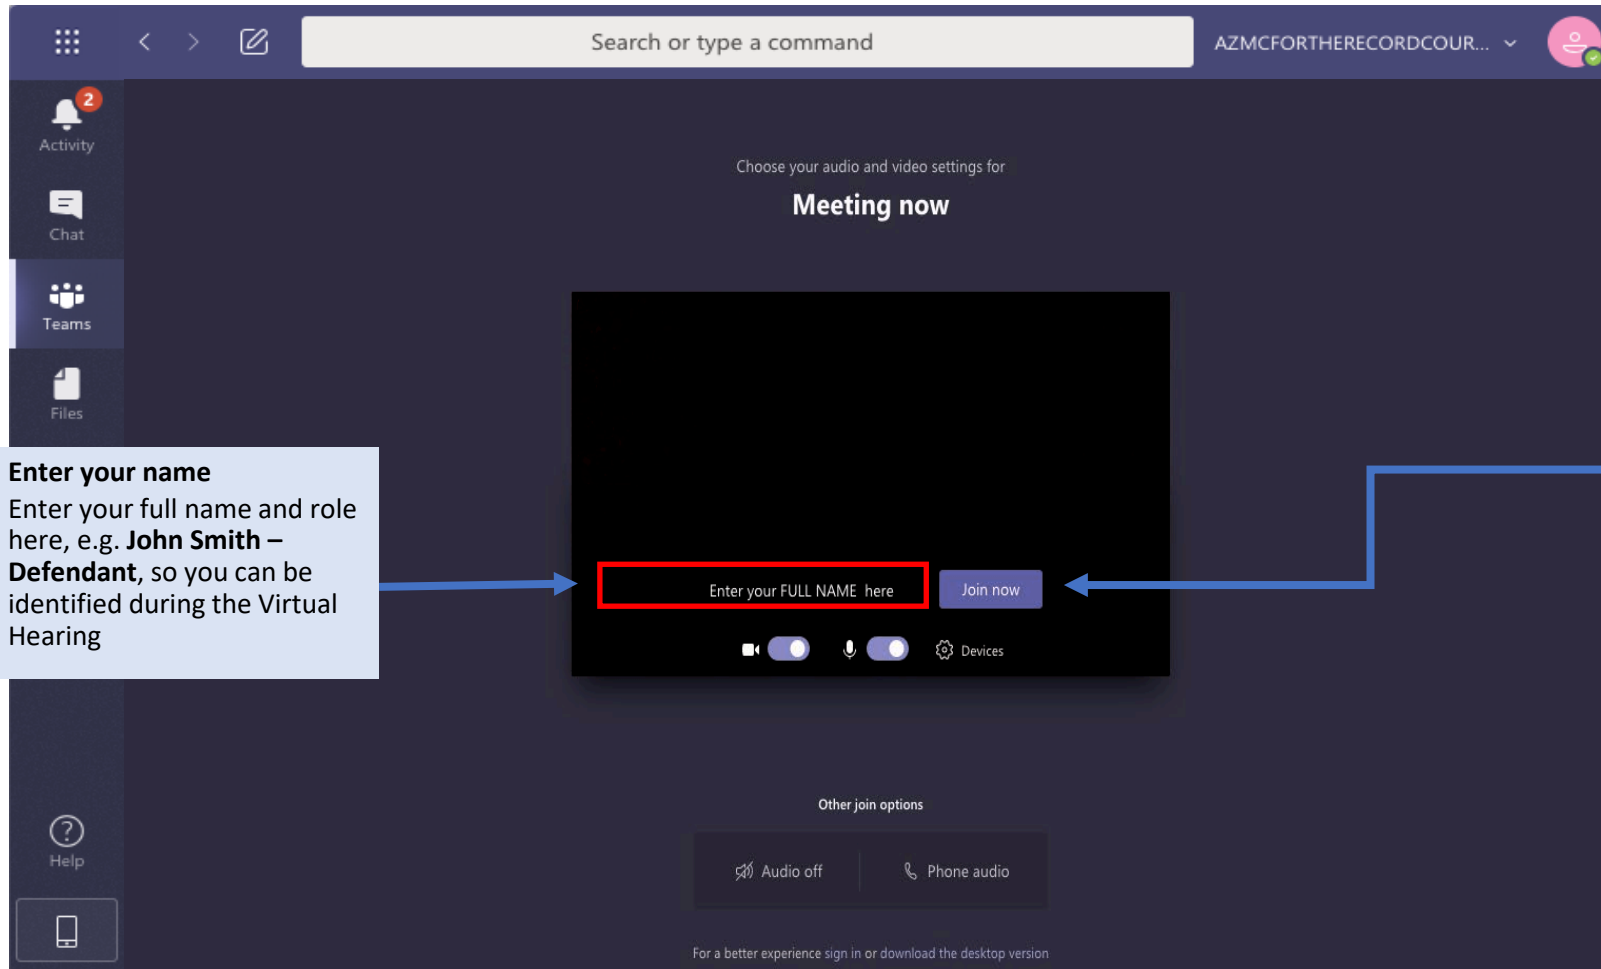 Search or type a command
AZMCFORTHERECORDCOUR...
2
Activity
Chat
Teams
Files
Choose your audio and video settings for
Meeting now
Enter your name
Enter your full name and role
here, e.g. John Smith –
Defendant, so you can be
identified during the Virtual
Hearing
Enter your FULL NAME here
Join now
Devices
Other join options
Audio off
Phone audio
For a better experience sign in or download the desktop version
Help